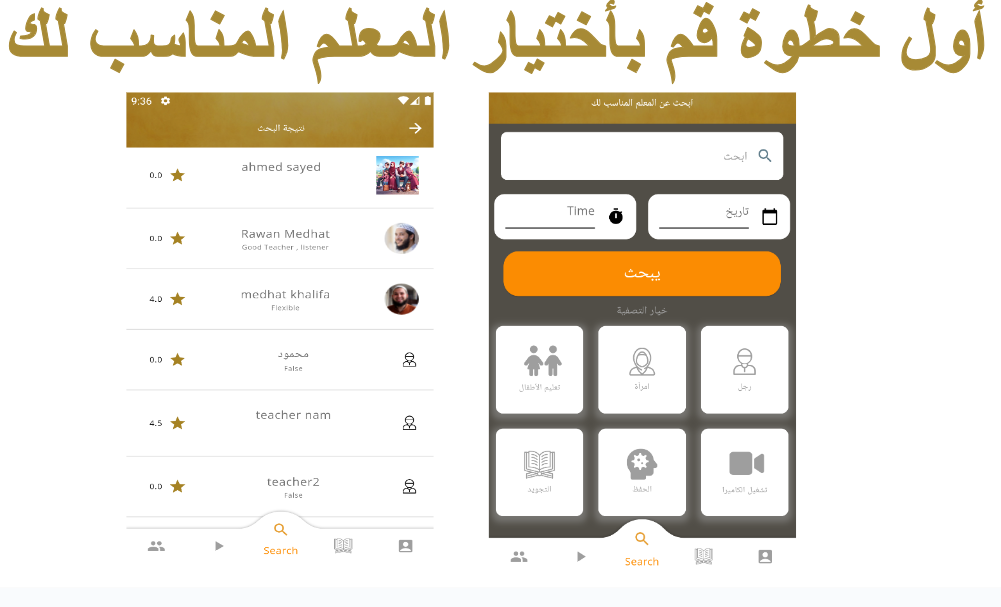 أول خطوة قم بأختيار المعلم المناسب لك
9:36
نتيجة البحث
ahmed sayed
0.0
Rawan Medhat
Good Teacher , listener
0.0
medhat khalifa
Flexible
4.0
محمود
False
0.0
teacher nam
4.5
teacher2
False
0.0
Search
ابحث عن المعلم المناسب لك
ابحث
تاريخ
Time
يبحث
خيار التصفية
رجل
امرأة
تعليم الأطفال
تشغيل الكاميرا
الحفظ
التجويد
Search